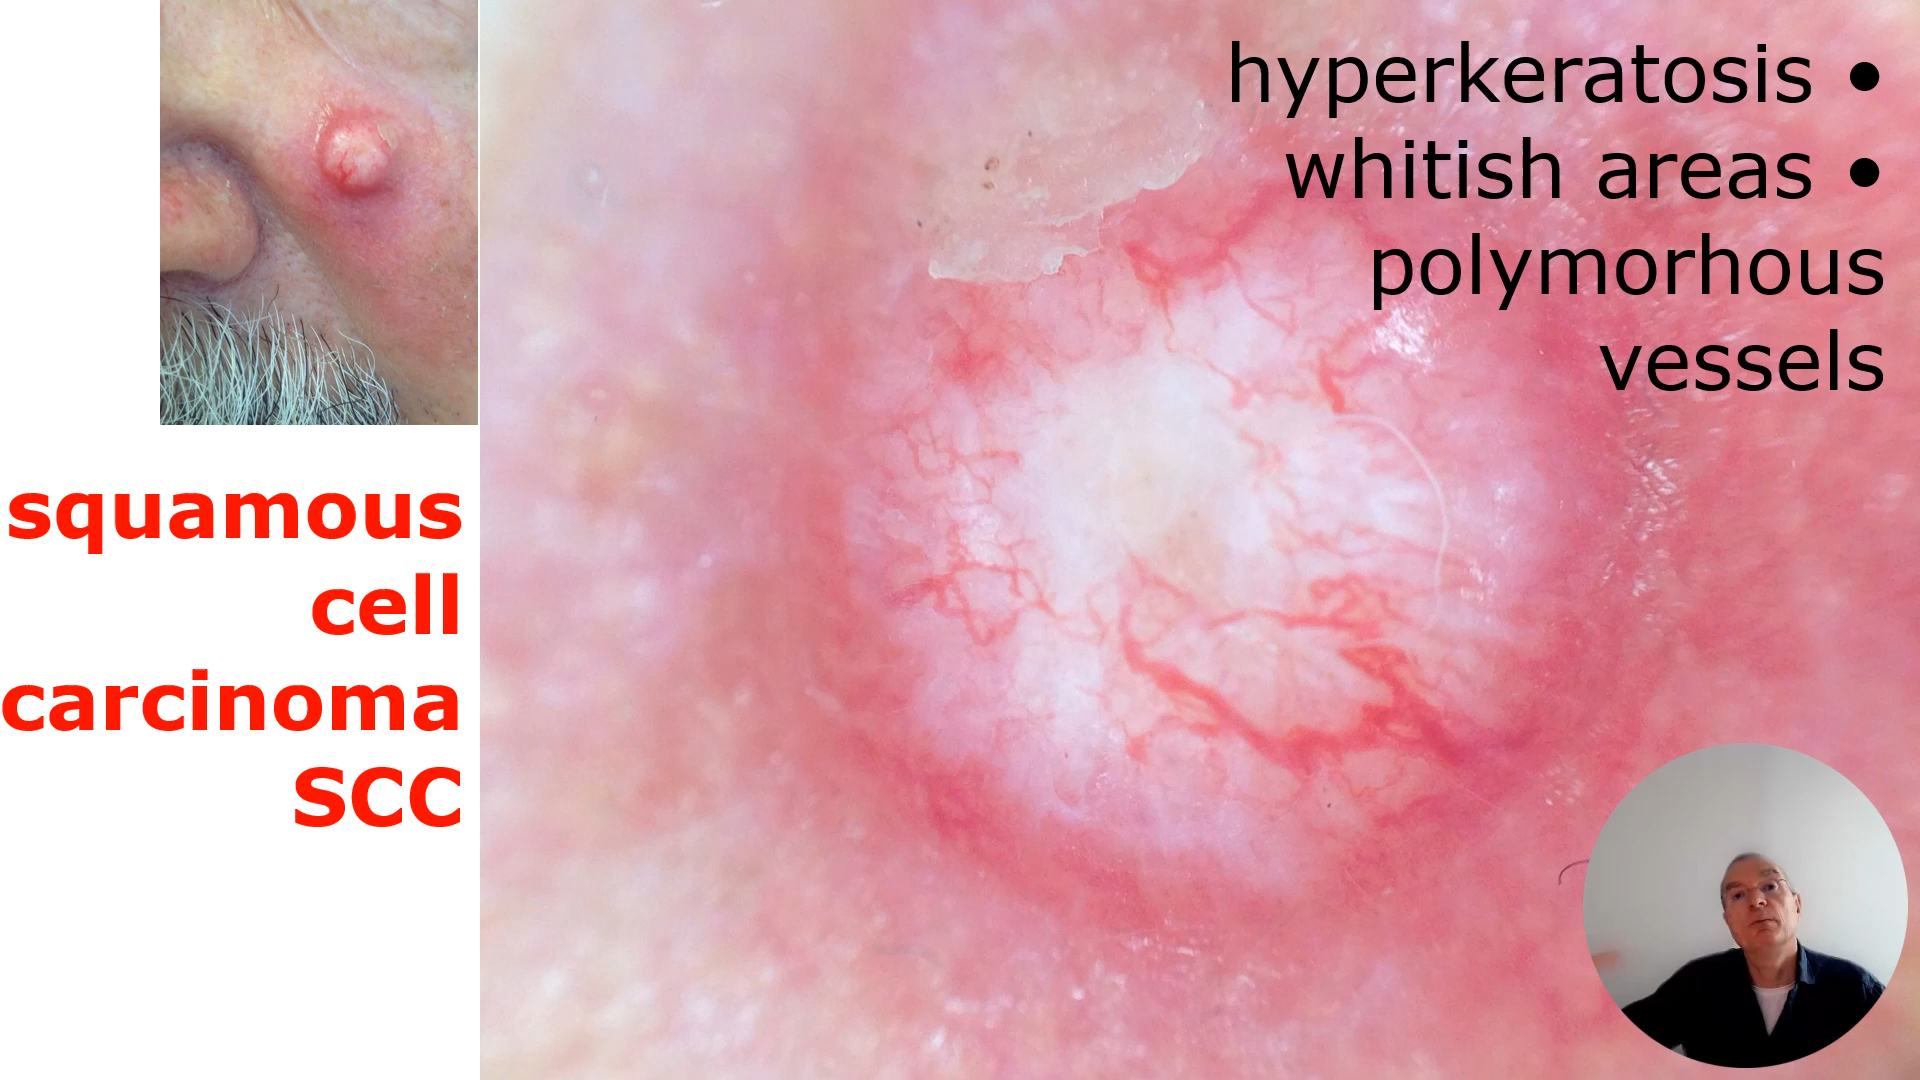 hyperkeratosis •
whitish areas •
polymorhous
vessels
squamous
cell
carcinoma
SCC